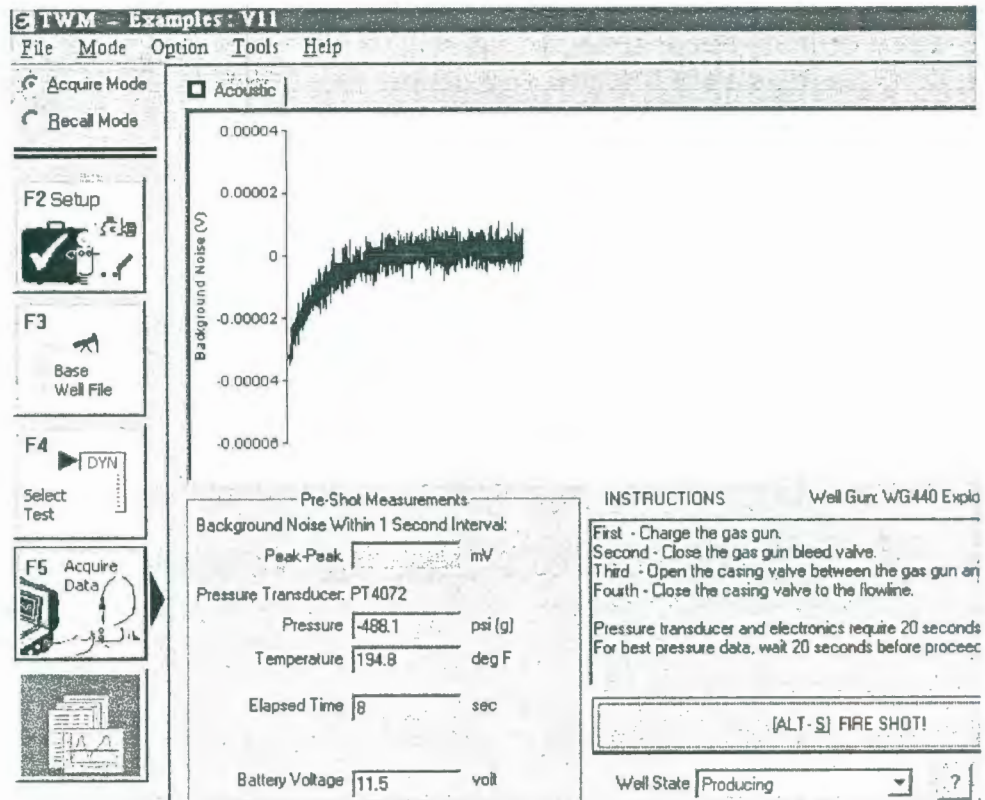 TWM - Examples : V11
File Mode Option Tools Help
Acquire Mode
Recall Mode
F2 Setup
F3
Base
Well File
F4
DYN
Select
Test
F5 Acquire
Data
Acoustic
0.00004
0.00002
0
-0.00002
-0.00004
-0.00006
Background Noise (V)
Pre-Shot Measurements
Background Noise Within 1 Second Interval:
Peak-Peak mV
Pressure Transducer: PT4072
Pressure -488.1 psi (g)
Temperature 194.8 deg F
Elapsed Time 8 sec
Battery Voltage 11.5 volt
INSTRUCTIONS Well Gun: WG440 Explo
First - Charge the gas gun.
Second - Close the gas gun bleed valve.
Third - Open the casing valve between the gas gun an
Fourth - Close the casing valve to the flowline.
Pressure transducer and electronics require 20 seconds
For best pressure data, wait 20 seconds before proceed
[ALT-S] FIRE SHOT!
Well State Producing ?